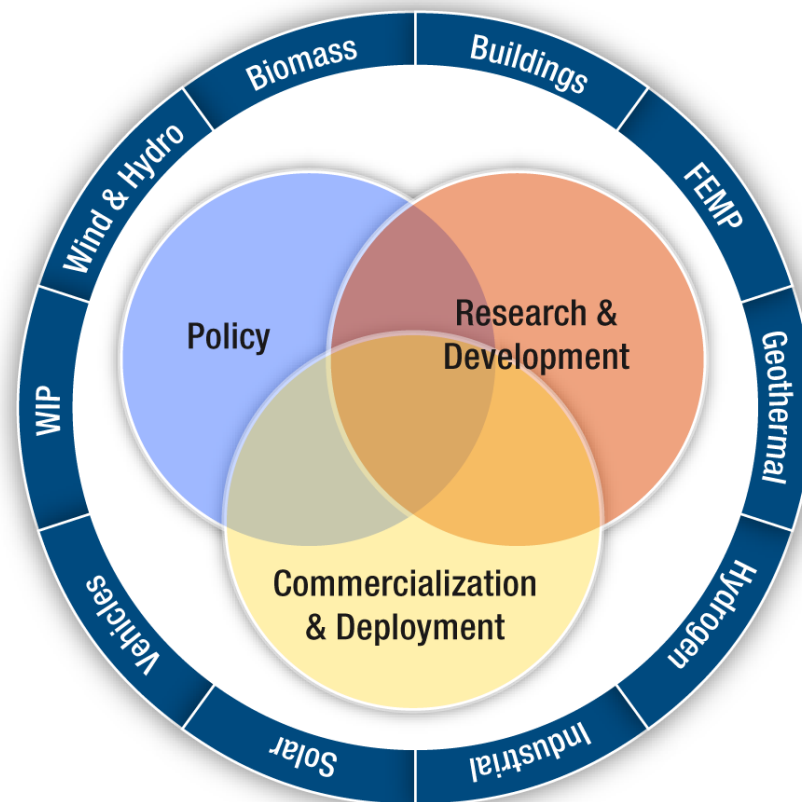 Biomass
Buildings
FEMP
Geothermal
Hydrogen
Industrial
Solar
Vehicles
WIP
Wind & Hydro
Policy
Research &
Development
Commercialization
& Deployment